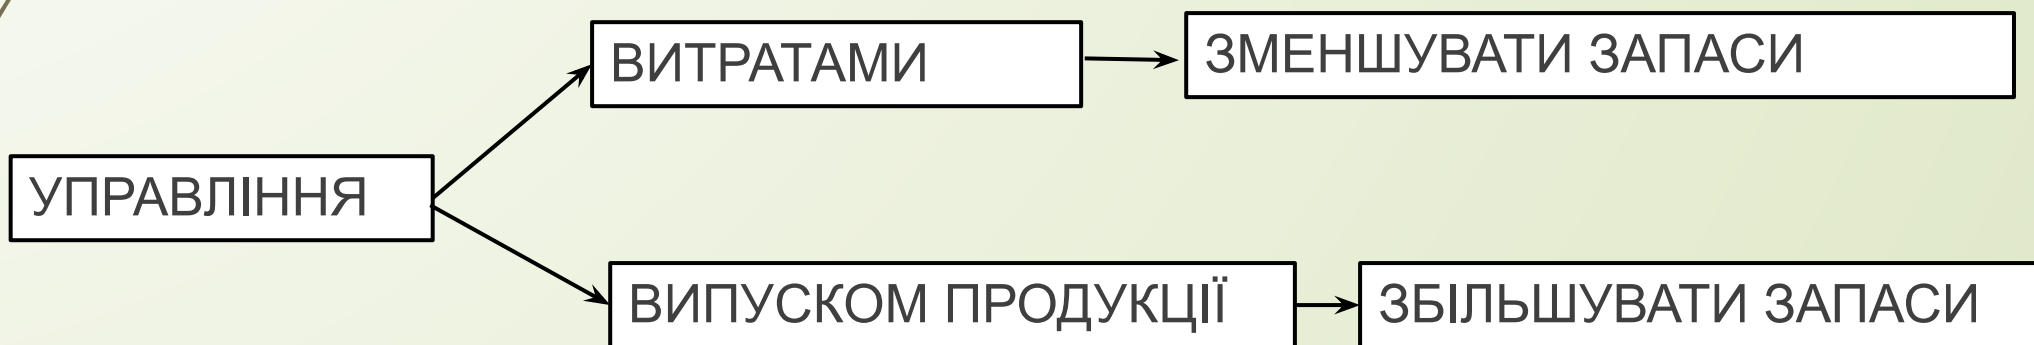 ВИТРАТАМИ
ЗМЕНШУВАТИ ЗАПАСИ
УПРАВЛІННЯ
ВИПУСКОМ ПРОДУКЦІЇ
ЗБІЛЬШУВАТИ ЗАПАСИ